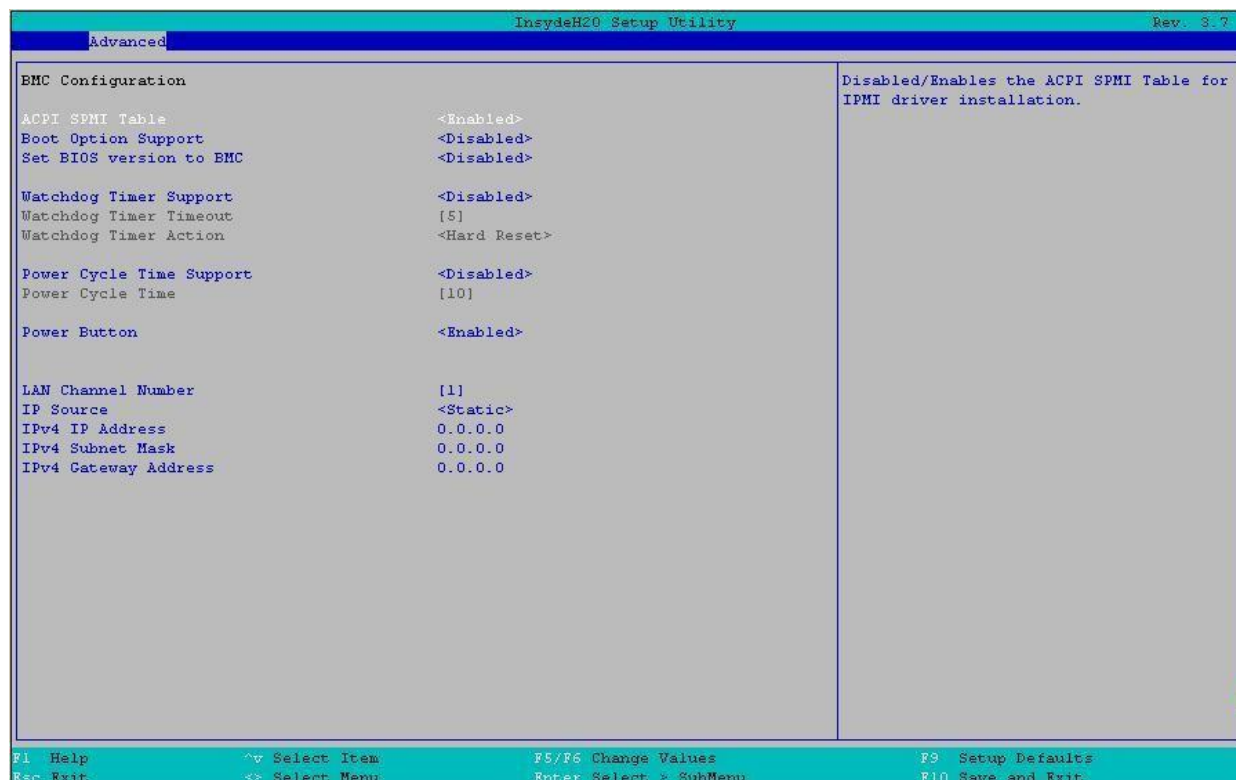 InsydeH20 Setup Utility Rev. 3.7
Advanced
BMC Configuration
ACPI SPMI Table <Enabled>
Boot Option Support <Disabled>
Set BIOS version to BMC <Disabled>
Watchdog Timer Support <Disabled>
Watchdog Timer Timeout [5]
Watchdog Timer Action <Hard Reset>
Power Cycle Time Support <Disabled>
Power Cycle Time [10]
Power Button <Enabled>
LAN Channel Number [1]
IP Source <Static>
IPv4 IP Address 0.0.0.0
IPv4 Subnet Mask 0.0.0.0
IPv4 Gateway Address 0.0.0.0
Disabled/Enables the ACPI SPMI Table for
IPMI driver installation.
F1 Help ^v Select Item F5/F6 Change Values F9 Setup Defaults
Esc Exit <> Select Menu Enter Select > SubMenu F10 Save and Exit